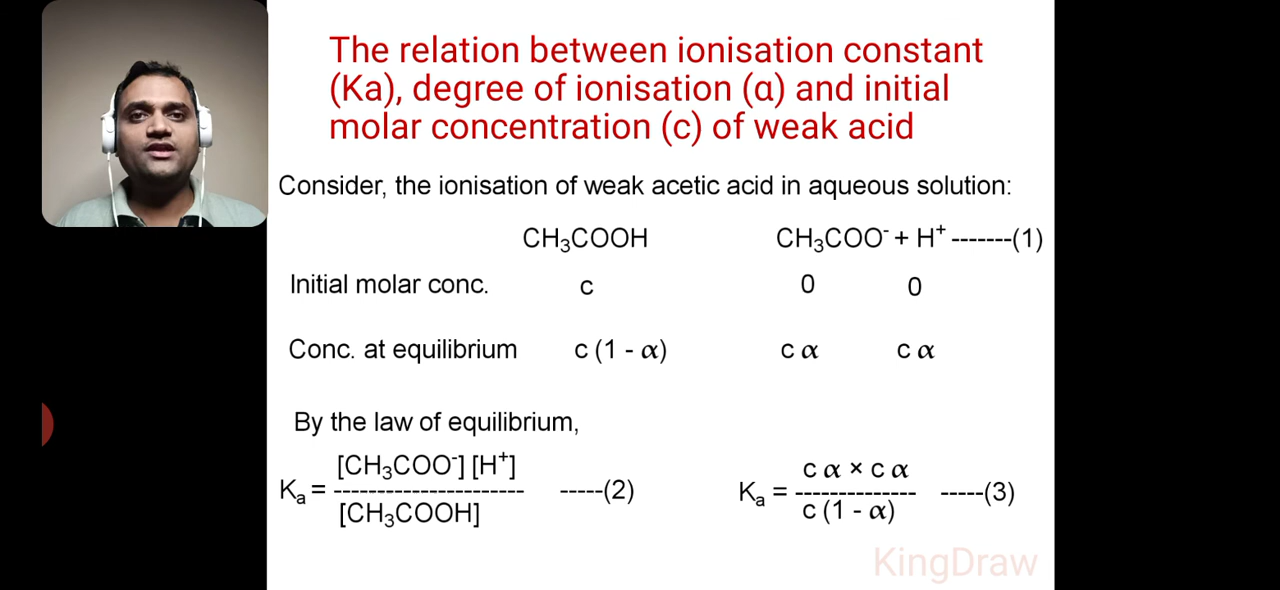 The relation between ionisation constant
(Ka), degree of ionisation (α) and initial
molar concentration (c) of weak acid
Consider, the ionisation of weak acetic acid in aqueous solution:
CH₃COOH CH₃COO⁻ + H⁺ -------(1)
Initial molar conc. c 0 0
Conc. at equilibrium c (1 - α) c α c α
By the law of equilibrium,
[CH₃COO⁻] [H⁺] c α × c α
Kₐ = ---------------------- -----(2) Kₐ = -------------- -----(3)
[CH₃COOH] c (1 - α)
KingDraw